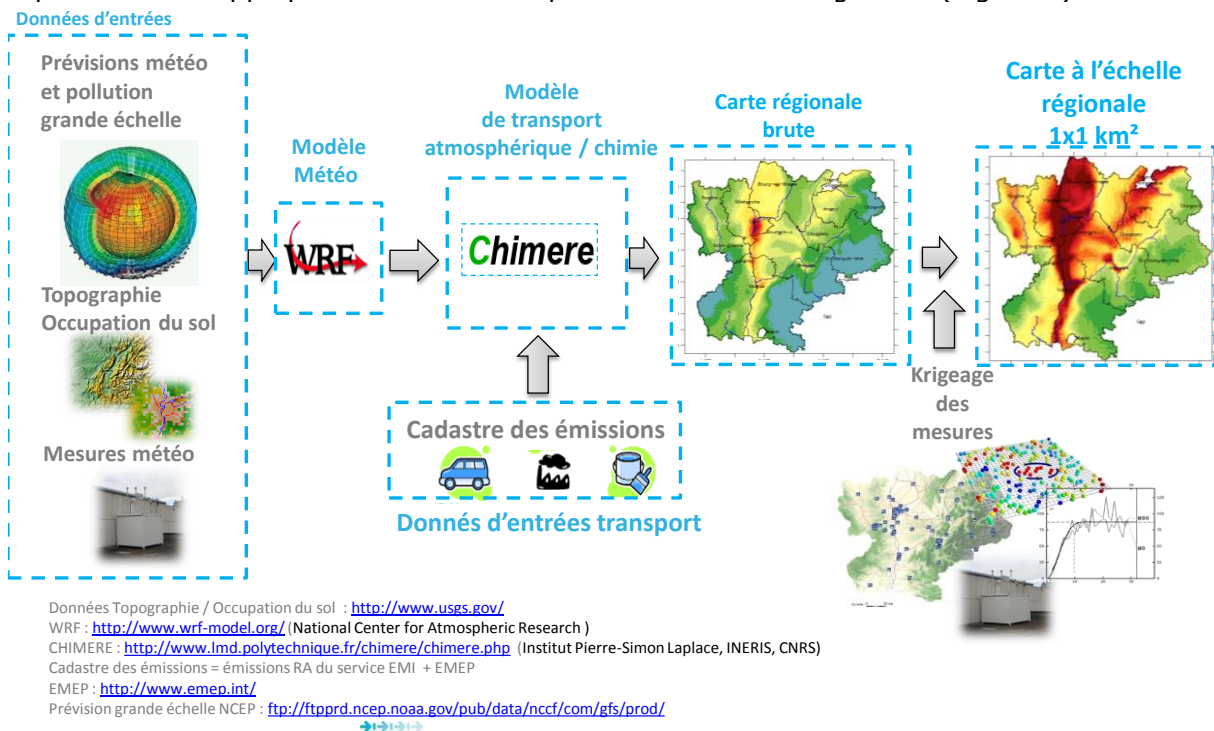 Données d'entrées
Prévisions météo
et pollution
grande échelle
Topographie
Occupation du sol
Mesures météo
Modèle
Météo
WRF
Modèle
de transport
atmosphérique / chimie
Chimere
Cadastre des émissions
Donnés d'entrées transport
Carte régionale
brute
Carte à l'échelle
régionale
1x1 km²
Krigeage
des
mesures
Données Topographie / Occupation du sol : http://www.usgs.gov/
WRF : http://www.wrf-model.org/ (National Center for Atmospheric Research )
CHIMERE : http://www.lmd.polytechnique.fr/chimere/chimere.php (Institut Pierre-Simon Laplace, INERIS, CNRS)
Cadastre des émissions = émissions RA du service EMI + EMEP
EMEP : http://www.emep.int/
Prévision grande échelle NCEP : ftp://ftpprd.ncep.noaa.gov/pub/data/nccf/com/gfs/prod/